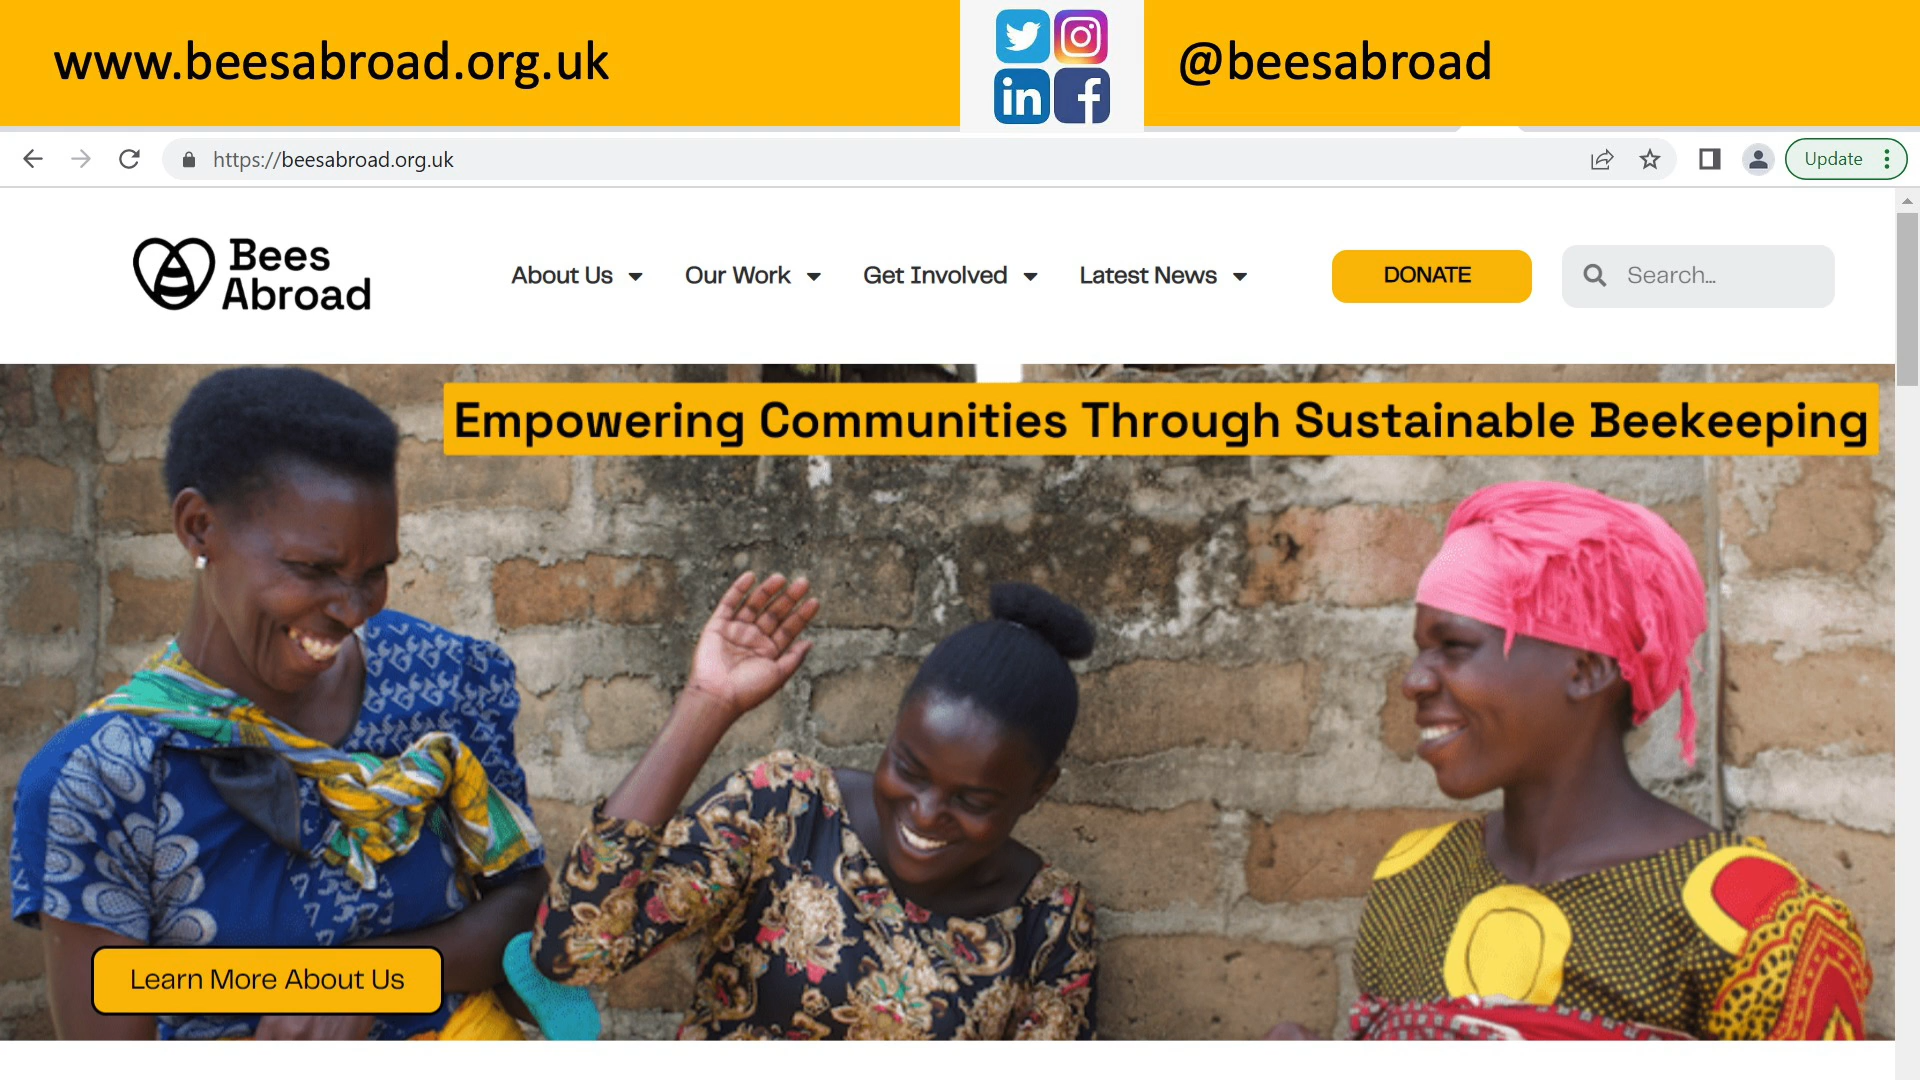 www.beesabroad.org.uk
in f
@beesabroad
https://beesabroad.org.uk
Update
Bees
Abroad
About Us
Our Work
Get Involved
Latest News
DONATE
Search...
Empowering Communities Through Sustainable Beekeeping
Learn More About Us